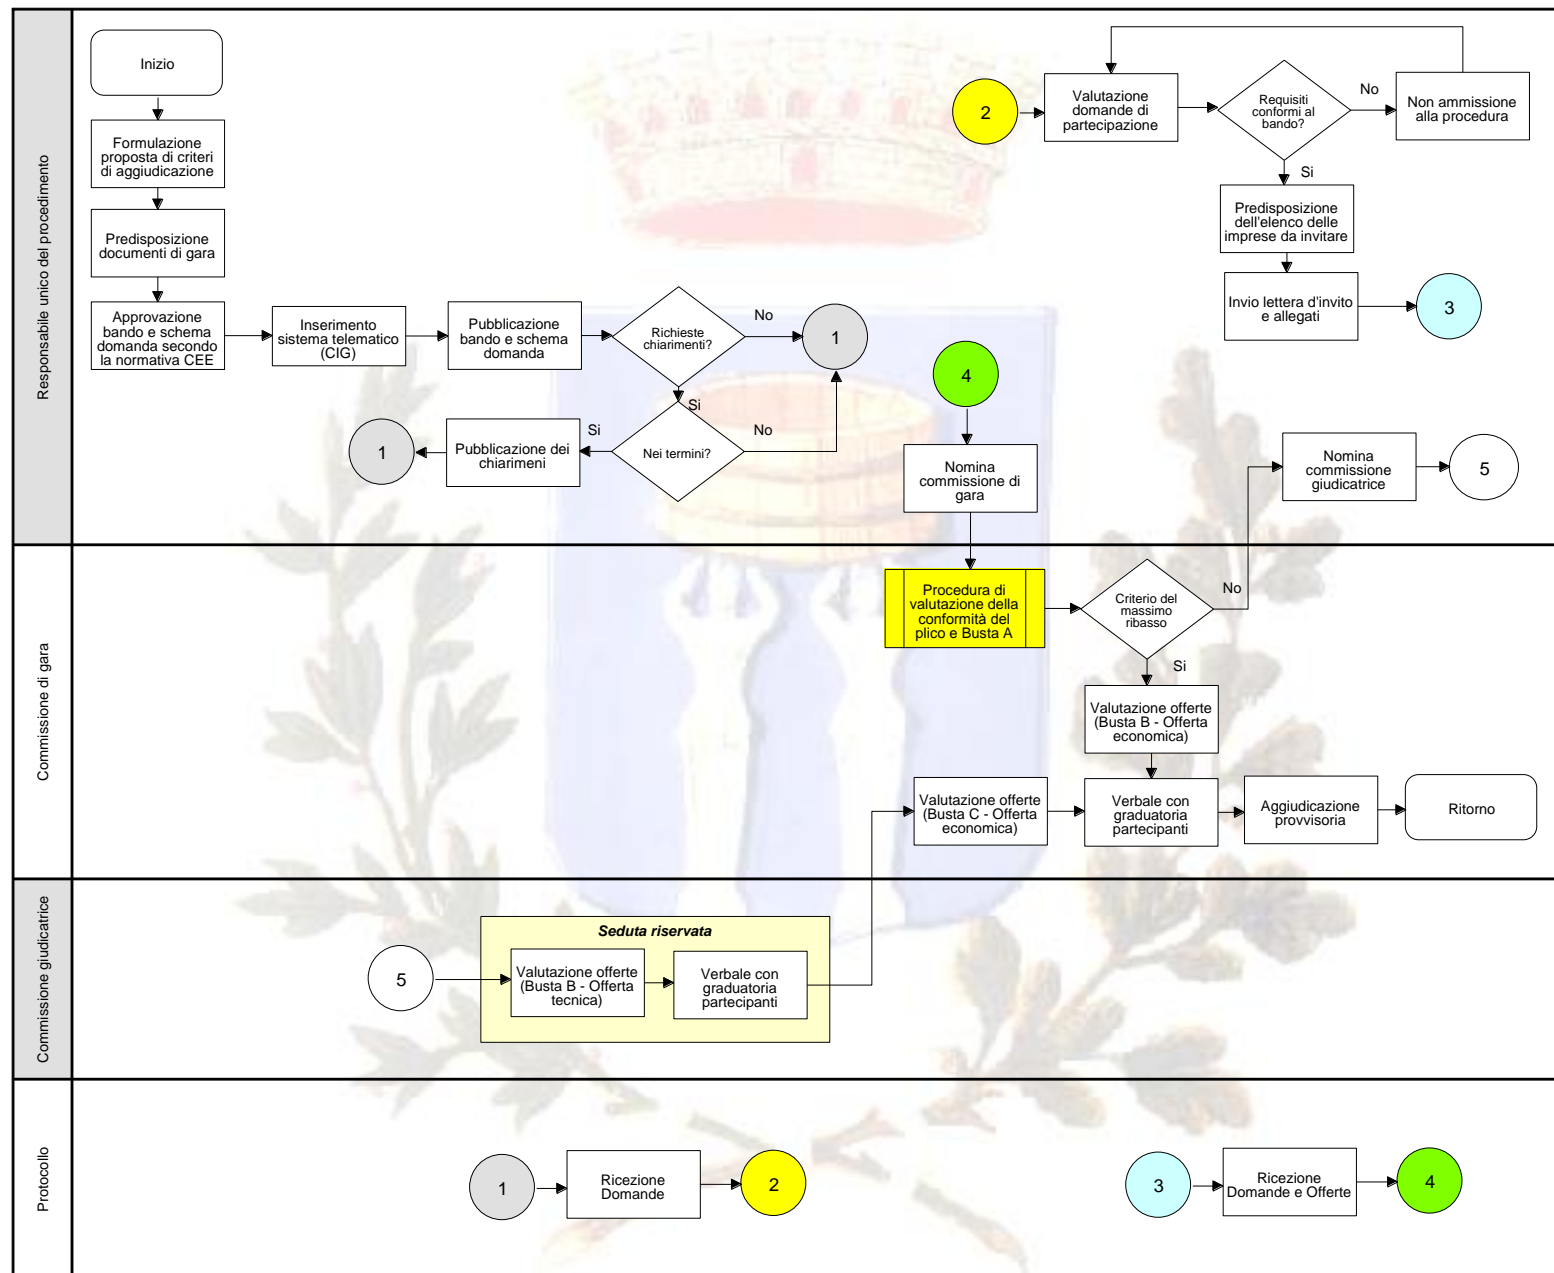 Responsabile unico del procedimento
Inizio
Formulazione
proposta di criteri
di aggiudicazione
Predisposizione
documenti di gara
Approvazione
bando e schema
domanda secondo
la normativa CEE
Inserimento
sistema telematico
(CIG)
Pubblicazione
bando e schema
domanda
Richieste
chiarimenti?
No
1
Si
Nei termini?
No
Si
Pubblicazione dei
chiarimeni
1
2
Valutazione
domande di
partecipazione
Requisiti
conformi al
bando?
No
Non ammissione
alla procedura
Si
Predisposizione
dell'elenco delle
imprese da invitare
Invio lettera d'invito
e allegati
3
4
Nomina
commissione di
gara
Nomina
commissione
giudicatrice
5
Commissione di gara
Procedura di
valutazione della
conformità del
plico e Busta A
Criterio del
massimo
ribasso
No
Si
Valutazione offerte
(Busta B - Offerta
economica)
Valutazione offerte
(Busta C - Offerta
economica)
Verbale con
graduatoria
partecipanti
Aggiudicazione
provvisoria
Ritorno
Commissione giudicatrice
5
Seduta riservata
Valutazione offerte
(Busta B - Offerta
tecnica)
Verbale con
graduatoria
partecipanti
Protocollo
1
Ricezione
Domande
2
3
Ricezione
Domande e Offerte
4